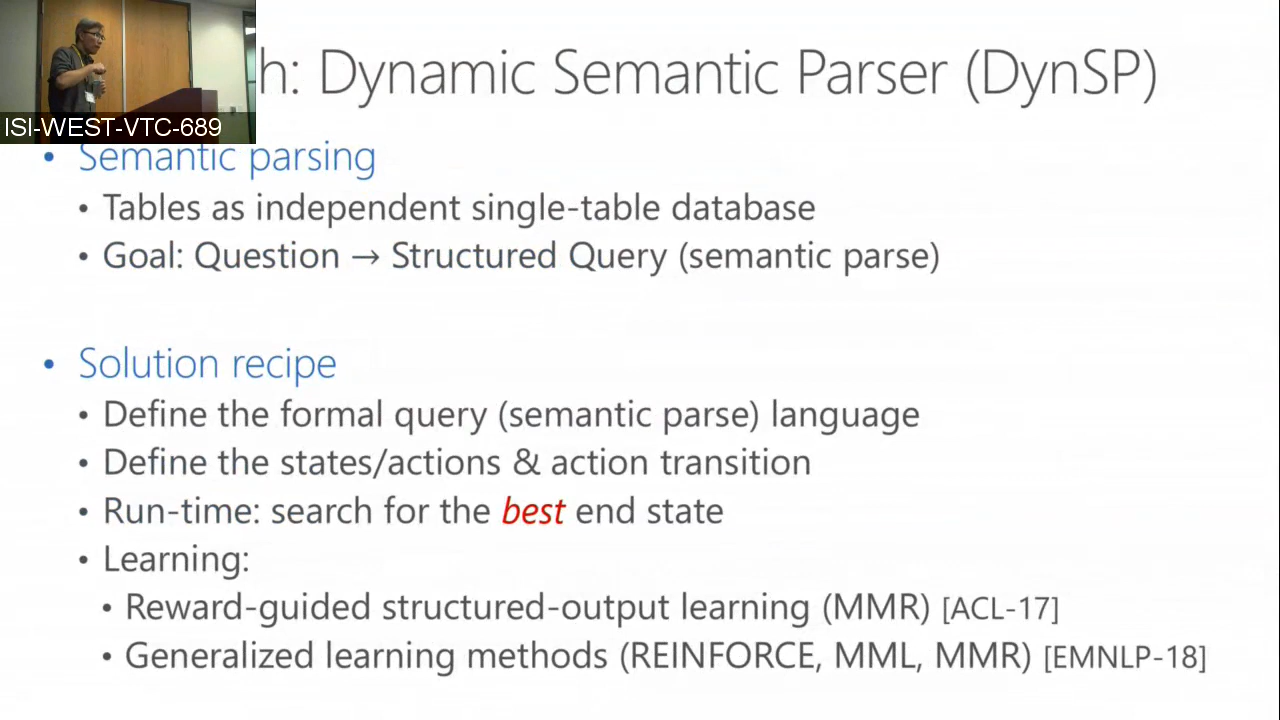 h: Dynamic Semantic Parser (DynSP)
ISI-WEST-VTC-689
• Semantic parsing
• Tables as independent single-table database
• Goal: Question → Structured Query (semantic parse)
• Solution recipe
• Define the formal query (semantic parse) language
• Define the states/actions & action transition
• Run-time: search for the best end state
• Learning:
• Reward-guided structured-output learning (MMR) [ACL-17]
• Generalized learning methods (REINFORCE, MML, MMR) [EMNLP-18]